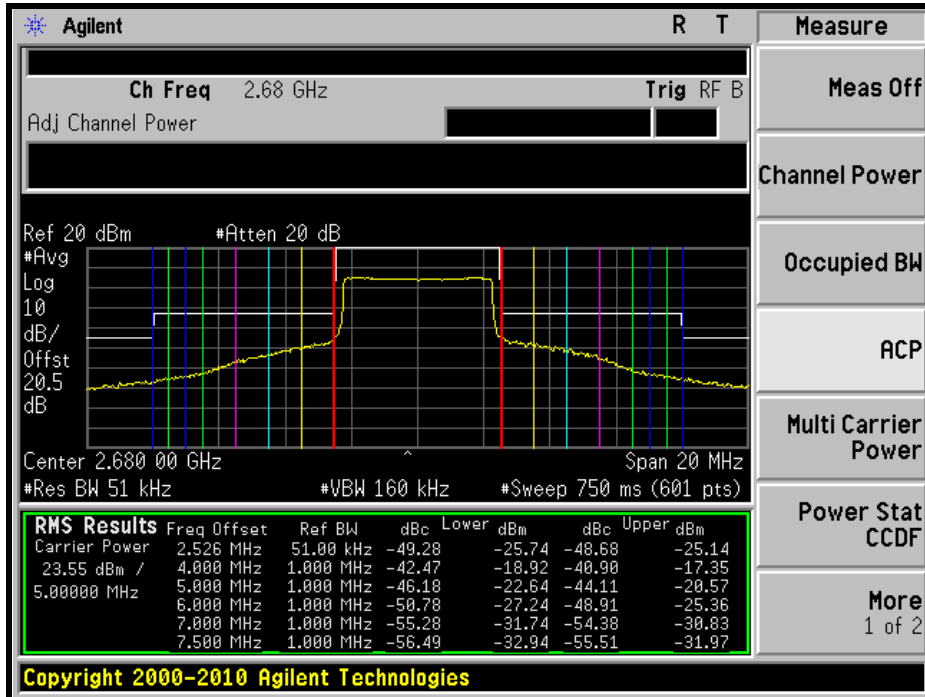 Agilent R T
Ch Freq 2.68 GHz Trig RF B
Adj Channel Power
Ref 20 dBm #Atten 20 dB
#Avg
Log
10
dB/
Offst
20.5
dB
Center 2.680 00 GHz ^ Span 20 MHz
#Res BW 51 kHz #VBW 160 kHz #Sweep 750 ms (601 pts)
RMS Results Freq Offset Ref BW dBc Lower dBm dBc Upper dBm
Carrier Power 2.526 MHz 51.00 kHz -49.28 -25.74 -48.68 -25.14
23.55 dBm / 4.000 MHz 1.000 MHz -42.47 -18.92 -40.90 -17.35
5.00000 MHz 5.000 MHz 1.000 MHz -46.18 -22.64 -44.11 -20.57
6.000 MHz 1.000 MHz -50.78 -27.24 -48.91 -25.36
7.000 MHz 1.000 MHz -55.28 -31.74 -54.38 -30.83
7.500 MHz 1.000 MHz -56.49 -32.94 -55.51 -31.97
Copyright 2000-2010 Agilent Technologies
Measure
Meas Off
Channel Power
Occupied BW
ACP
Multi Carrier
Power
Power Stat
CCDF
More
1 of 2